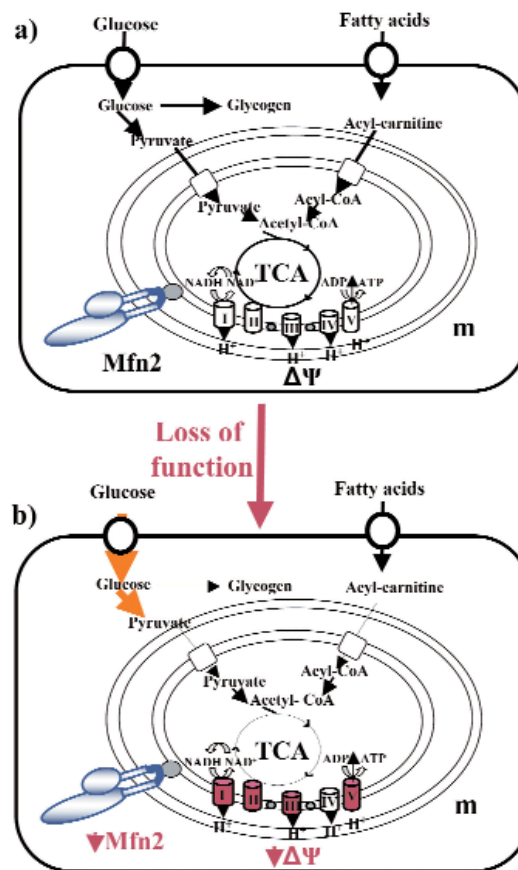 a)
Glucose
Fatty acids
Glucose
Glycogen
Acyl-carnitine
Pyruvate
Pyruvate
Acyl-CoA
Acetyl-CoA
NADH NAD⁺
TCA
ADP ATP
I
II
III
IV
V
Mfn2
H⁺
H⁺
H⁺
H⁺
m
ΔΨ
Loss of
function
b)
Glucose
Fatty acids
Glucose
Glycogen
Acyl-carnitine
Pyruvate
Pyruvate
Acyl-CoA
Acetyl- CoA
NADH NAD⁺
TCA
ADP ATP
I
II
III
IV
V
Mfn2
H⁺
H⁺
H⁺
H⁺
m
ΔΨ